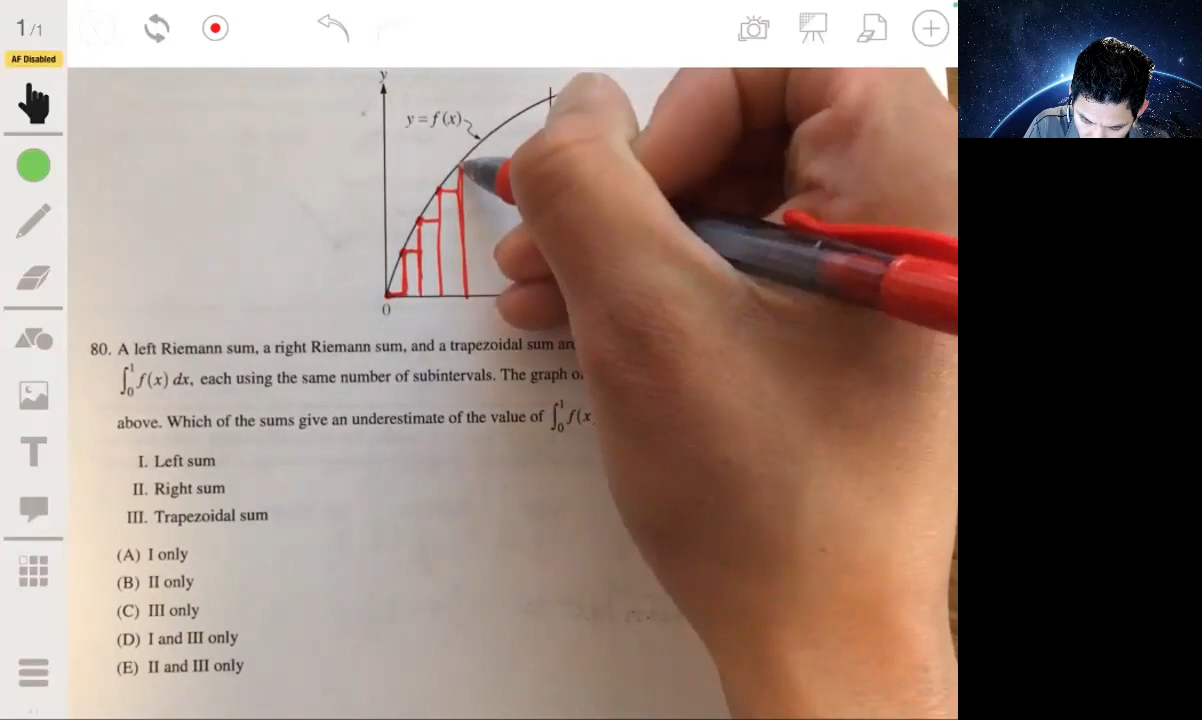 1/1
AF Disabled
y
y = f(x)
0
80. A left Riemann sum, a right Riemann sum, and a trapezoidal sum
∫₀¹ f(x) dx, each using the same number of subintervals. The graph
above. Which of the sums give an underestimate of the value of ∫₀¹ f(x
I. Left sum
II. Right sum
III. Trapezoidal sum
(A) I only
(B) II only
(C) III only
(D) I and III only
(E) II and III only
T